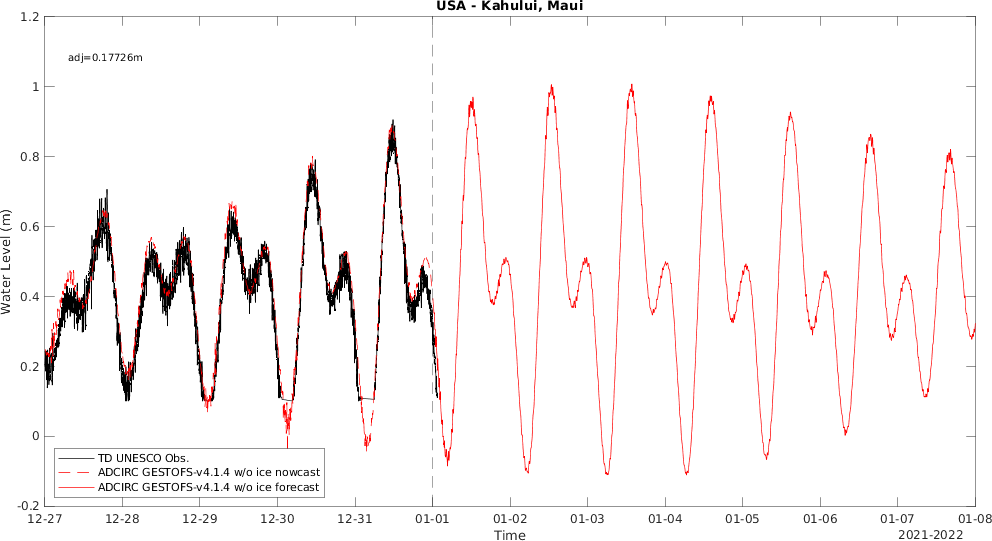 USA - Kahului, Maui
1.2
adj=0.17726m
1
0.8
0.6
0.4
0.2
0
-0.2
Water Level (m)
TD UNESCO Obs.
ADCIRC GESTOFS-v4.1.4 w/o ice nowcast
ADCIRC GESTOFS-v4.1.4 w/o ice forecast
12-27 12-28 12-29 12-30 12-31 01-01 01-02 01-03 01-04 01-05 01-06 01-07 01-08
Time
2021-2022